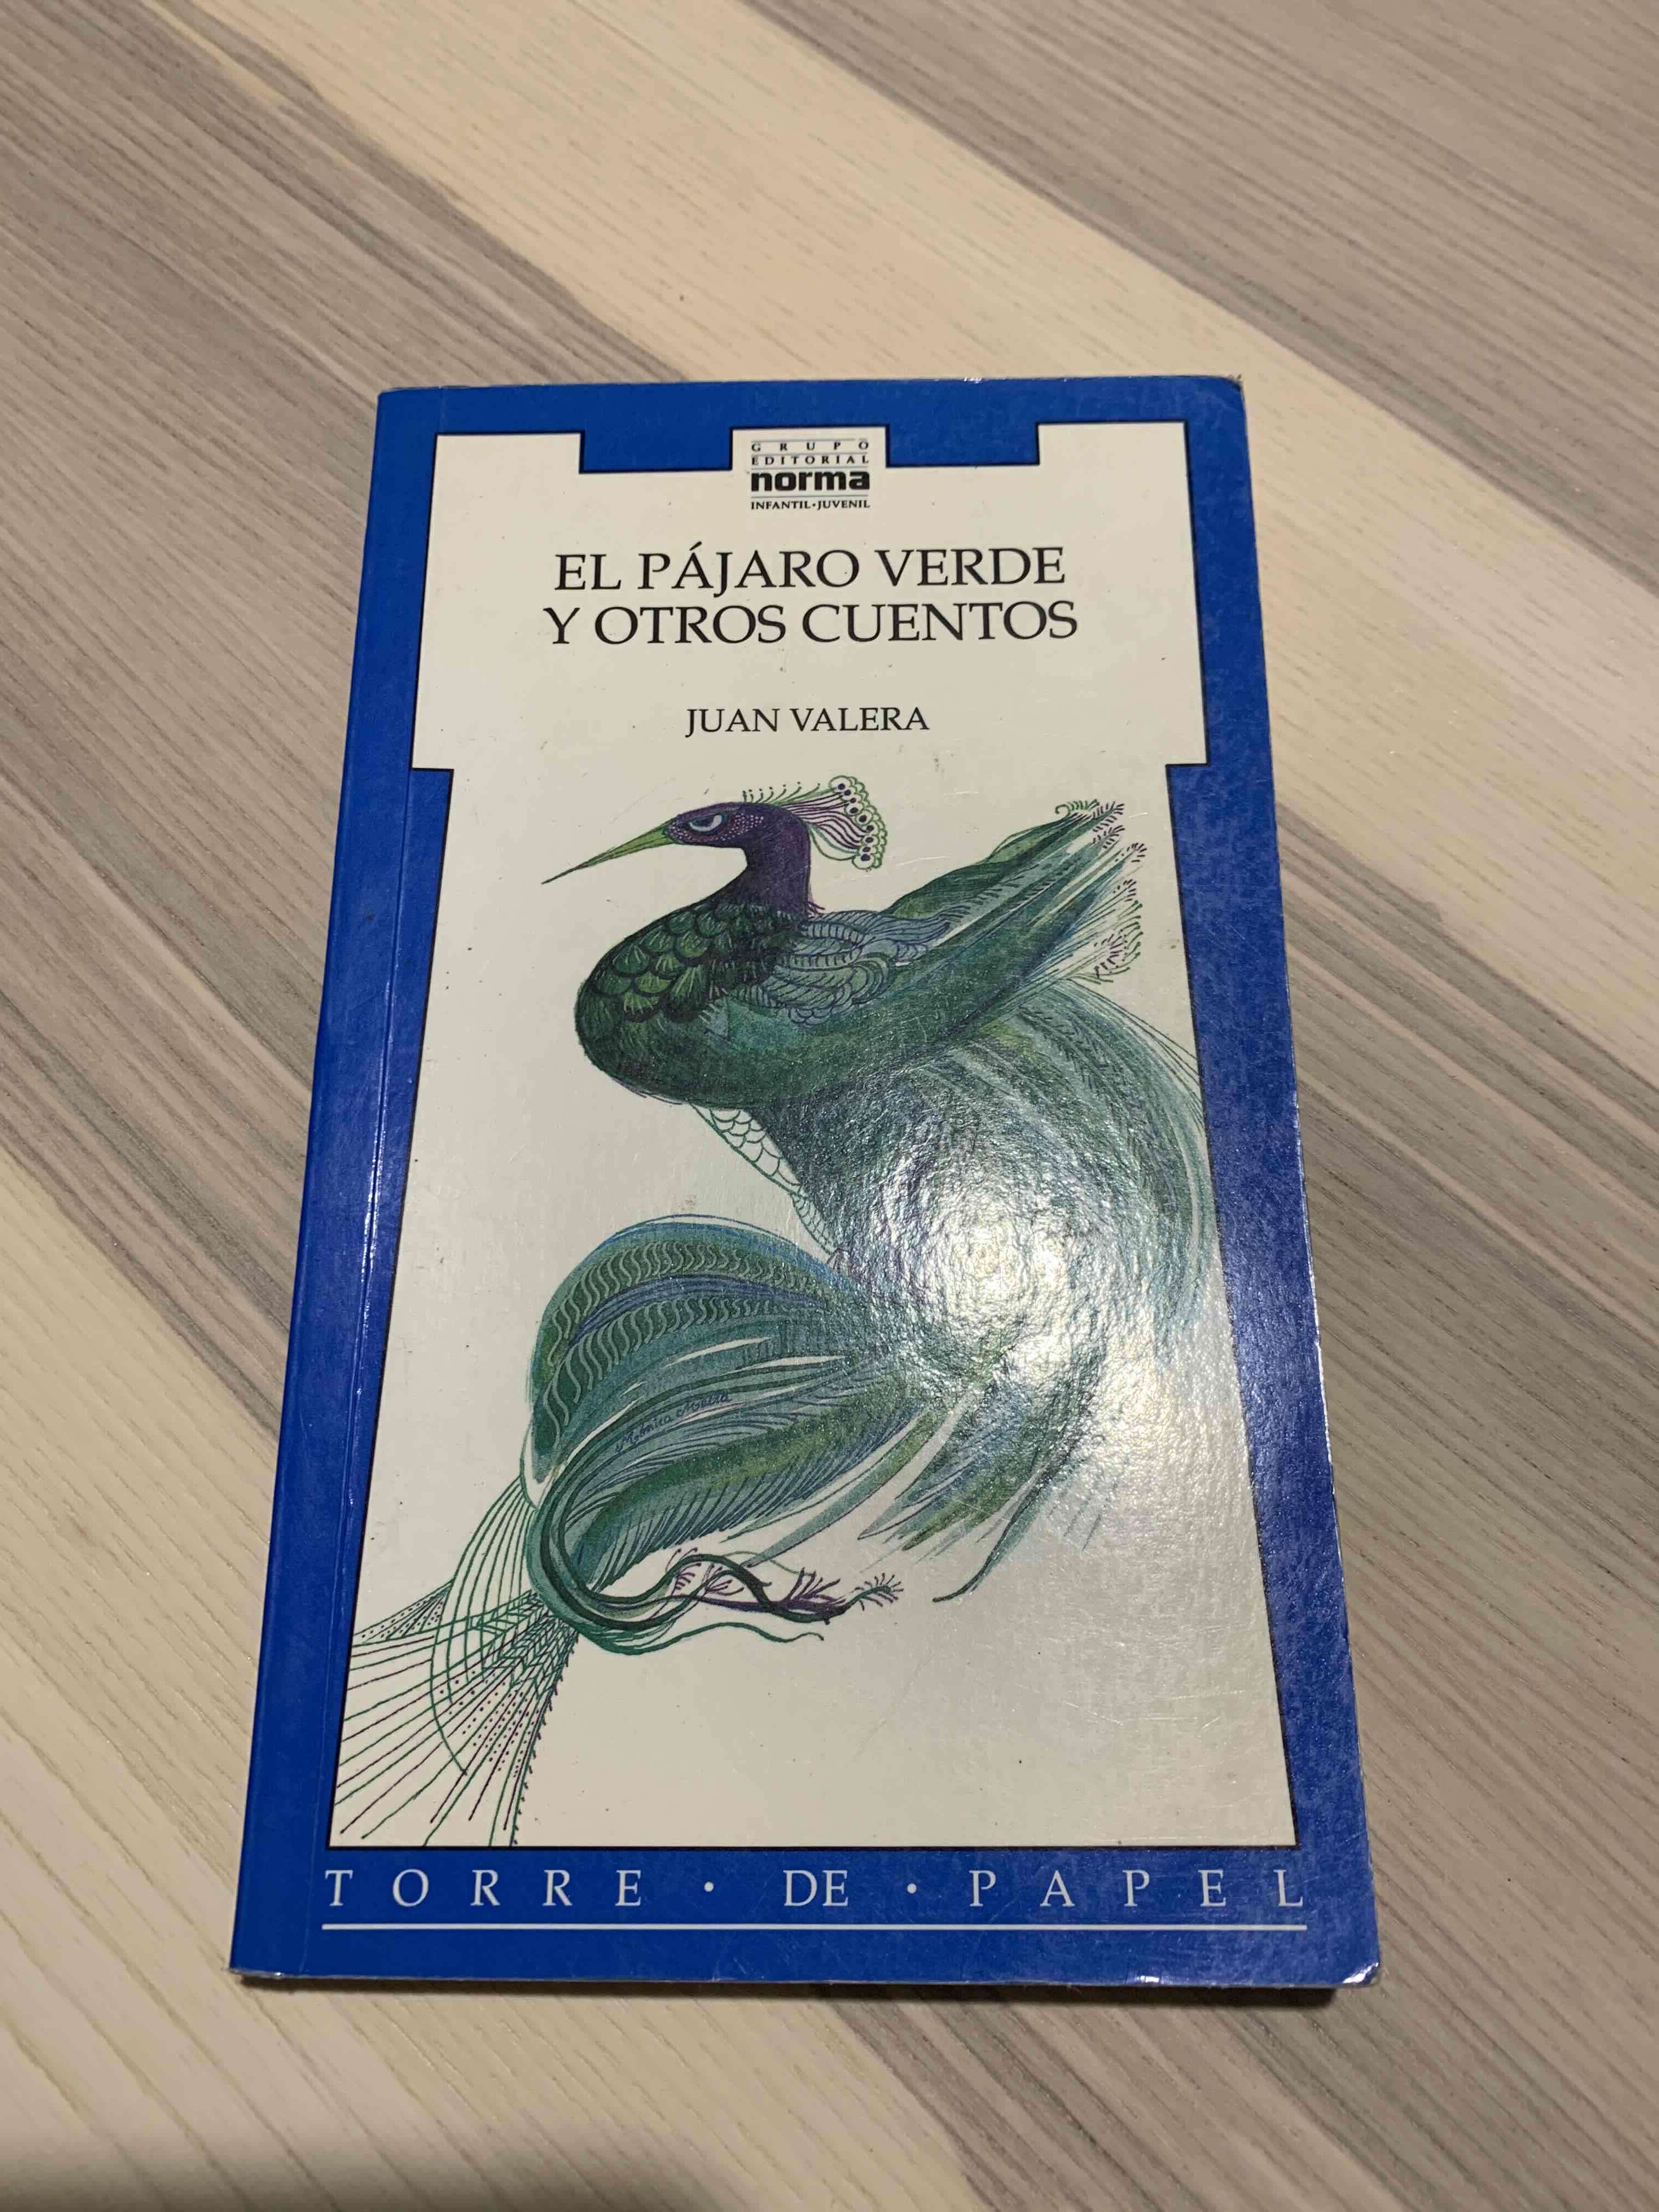 GRUPO
EDITORIAL
norma
INFANTIL•JUVENIL
EL PÁJARO VERDE
Y OTROS CUENTOS
JUAN VALERA
TORRE • DE • PAPEL